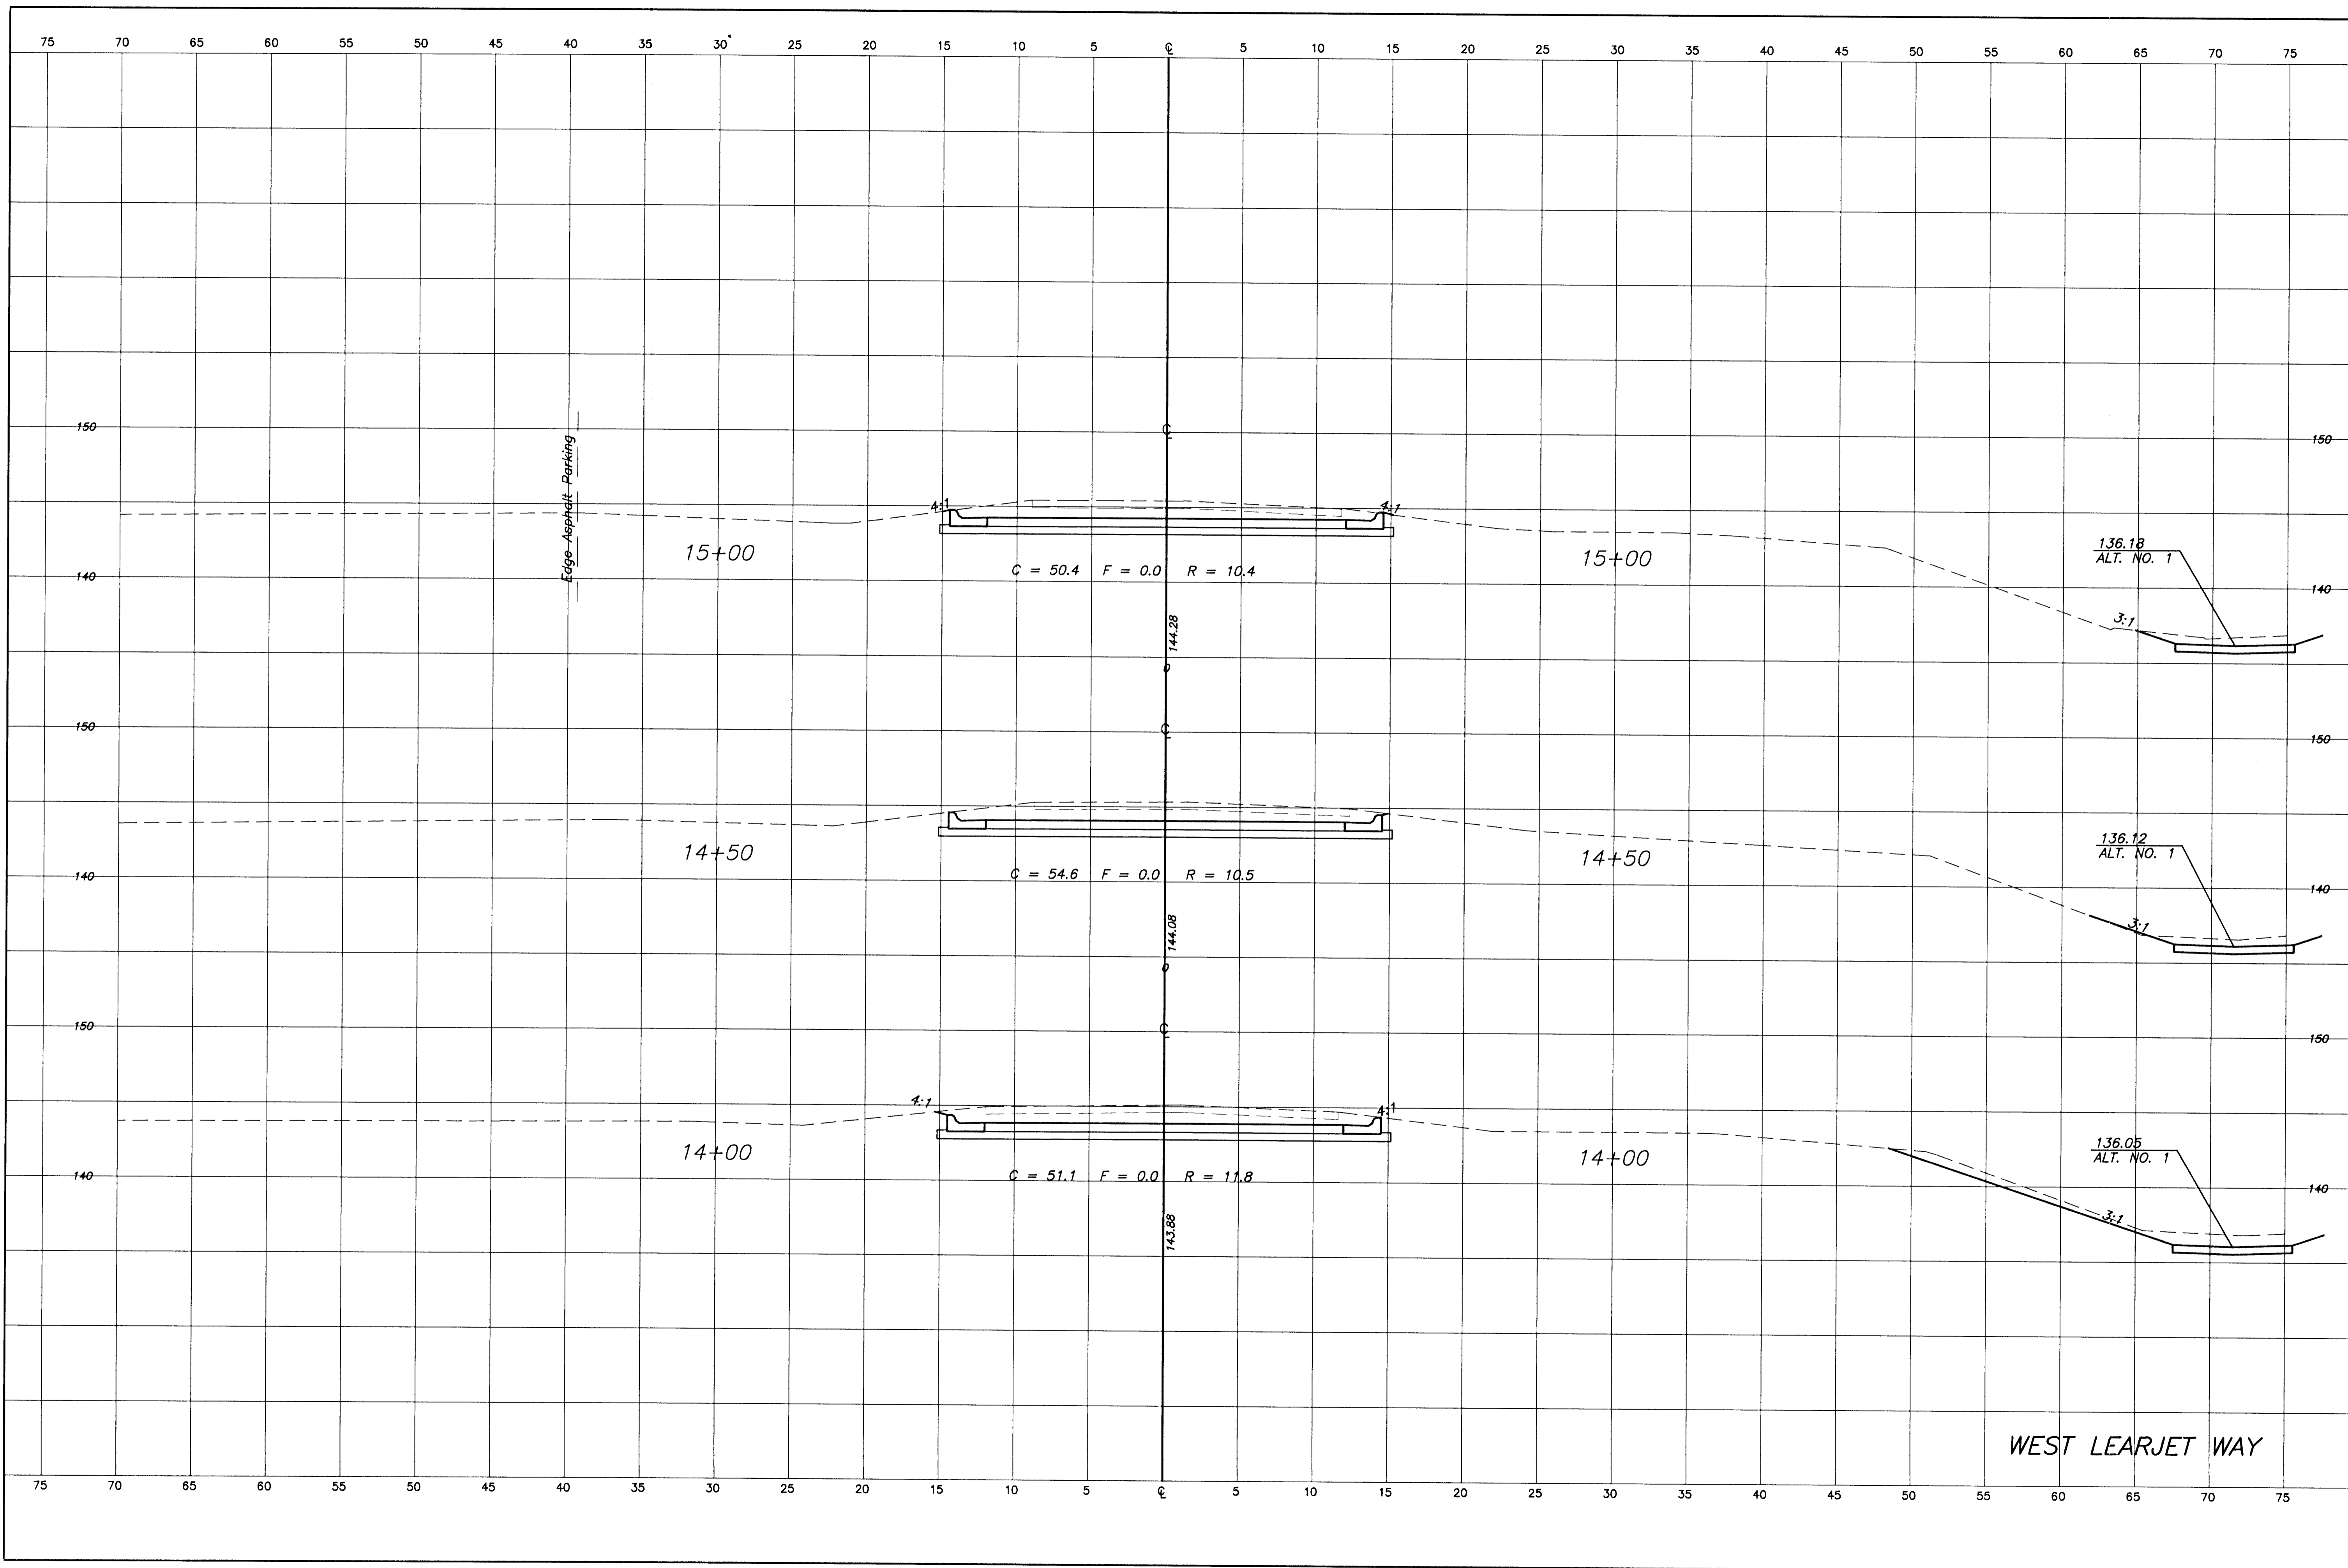 75 70 65 60 55 50 45 40 35 30 25 20 15 10 5 ℄ 5 10 15 20 25 30 35 40 45 50 55 60 65 70 75
150 ℄ 150
Edge Asphalt Parking
4:1 4:1
15+00 15+00
136.18
ALT. NO. 1
C = 50.4 F = 0.0 R = 10.4
140 140
144.28
3:1
0
150 ℄ 150
14+50 14+50
136.12
ALT. NO. 1
C = 54.6 F = 0.0 R = 10.5
140 140
144.08
3:1
0
150 ℄ 150
4:1 4:1
14+00 14+00
136.05
ALT. NO. 1
C = 51.1 F = 0.0 R = 11.8
140 140
143.88
3:1
WEST LEARJET WAY
75 70 65 60 55 50 45 40 35 30 25 20 15 10 5 ℄ 5 10 15 20 25 30 35 40 45 50 55 60 65 70 75